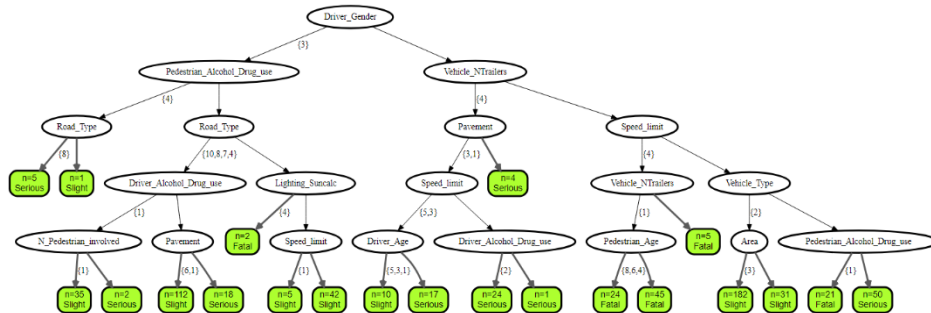 Driver_Gender
{3}
Pedestrian_Alcohol_Drug_use
Vehicle_NTrailers
{4}
{4}
Road_Type
Road_Type
Pavement
Speed_limit
{8}
{10,8,7,4}
{3,1}
{4}
n=5
Serious
n=1
Slight
Driver_Alcohol_Drug_use
Lighting_Suncalc
Speed_limit
n=4
Serious
Vehicle_NTrailers
Vehicle_Type
{1}
{4}
{5,3}
{1}
{2}
N_Pedestrian_involved
Pavement
n=2
Fatal
Speed_limit
Driver_Age
Driver_Alcohol_Drug_use
Pedestrian_Age
n=5
Fatal
Area
Pedestrian_Alcohol_Drug_use
{1}
{6,1}
{1}
{5,3,1}
{2}
{8,6,4}
{3}
{1}
n=35
Slight
n=2
Serious
n=112
Slight
n=18
Serious
n=5
Slight
n=42
Slight
n=10
Slight
n=17
Serious
n=24
Serious
n=1
Serious
n=24
Fatal
n=45
Fatal
n=182
Slight
n=31
Slight
n=21
Fatal
n=50
Serious